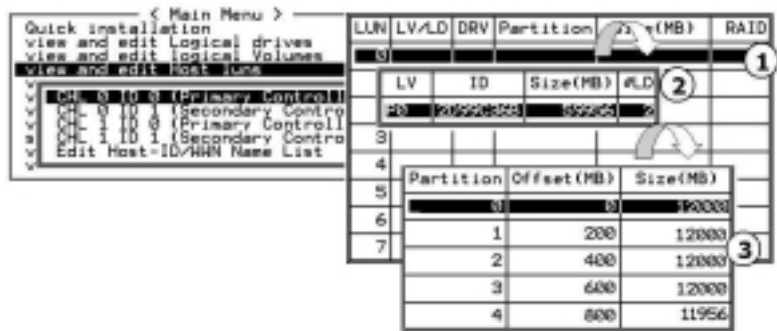 < Main Menu >
Quick installation
view and edit Logical drives
view and edit logical Volumes
view and edit Host luns
v
CHL 0 ID 0 (Primary Controll
v
CHL 0 ID 1 (Secondary Contro
v
CHL 1 ID 0 (Primary Controll
s
CHL 1 ID 1 (Secondary Contro
v
Edit Host-ID/WWN Name List
v
LUN LV/LD DRV Partition Size(MB) RAID
0
1
LV ID Size(MB) #LD
2
P0 59956 2
3
4
Partition Offset(MB) Size(MB)
5
0 0 12000
6
1 200 12000
7
2 400 12000
3
3 600 12000
4 800 11956